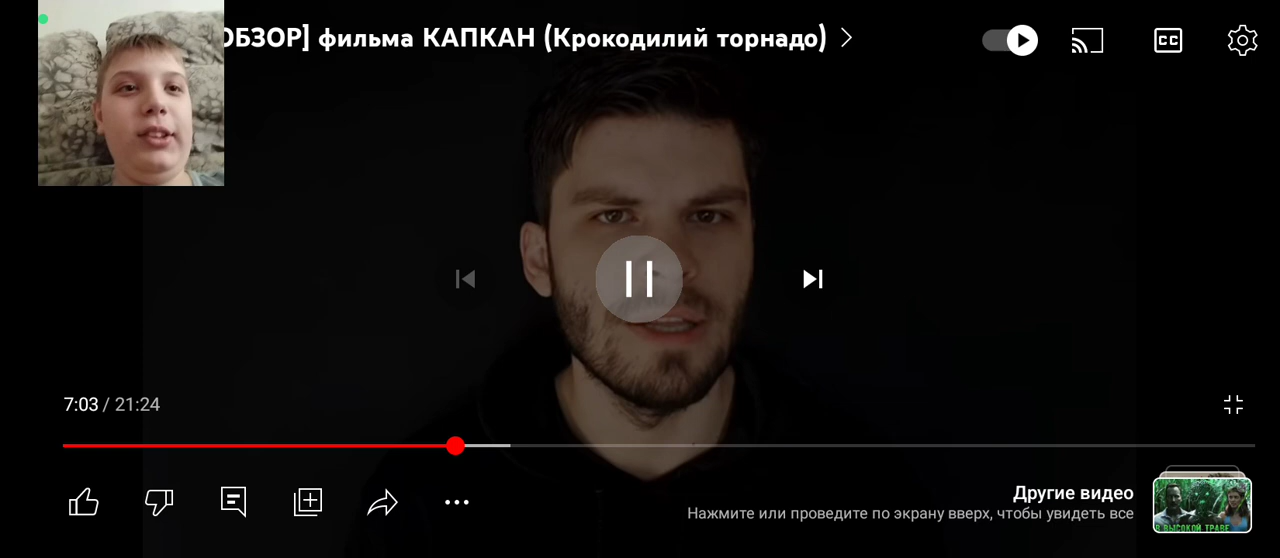 ОБЗОР] фильма КАПКАН (Крокодилий торнадо)
CC
7:03 / 21:24
Другие видео
Нажмите или проведите по экрану вверх, чтобы увидеть все
В ВЫСОКОЙ ТРАВЕ